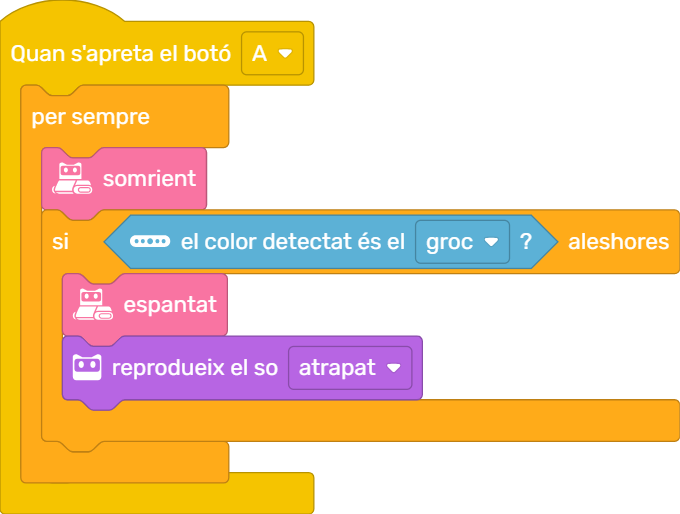 Quan s'apreta el botó A
per sempre
somrient
si el color detectat és el groc ? aleshores
espantat
reprodueix el so atrapat